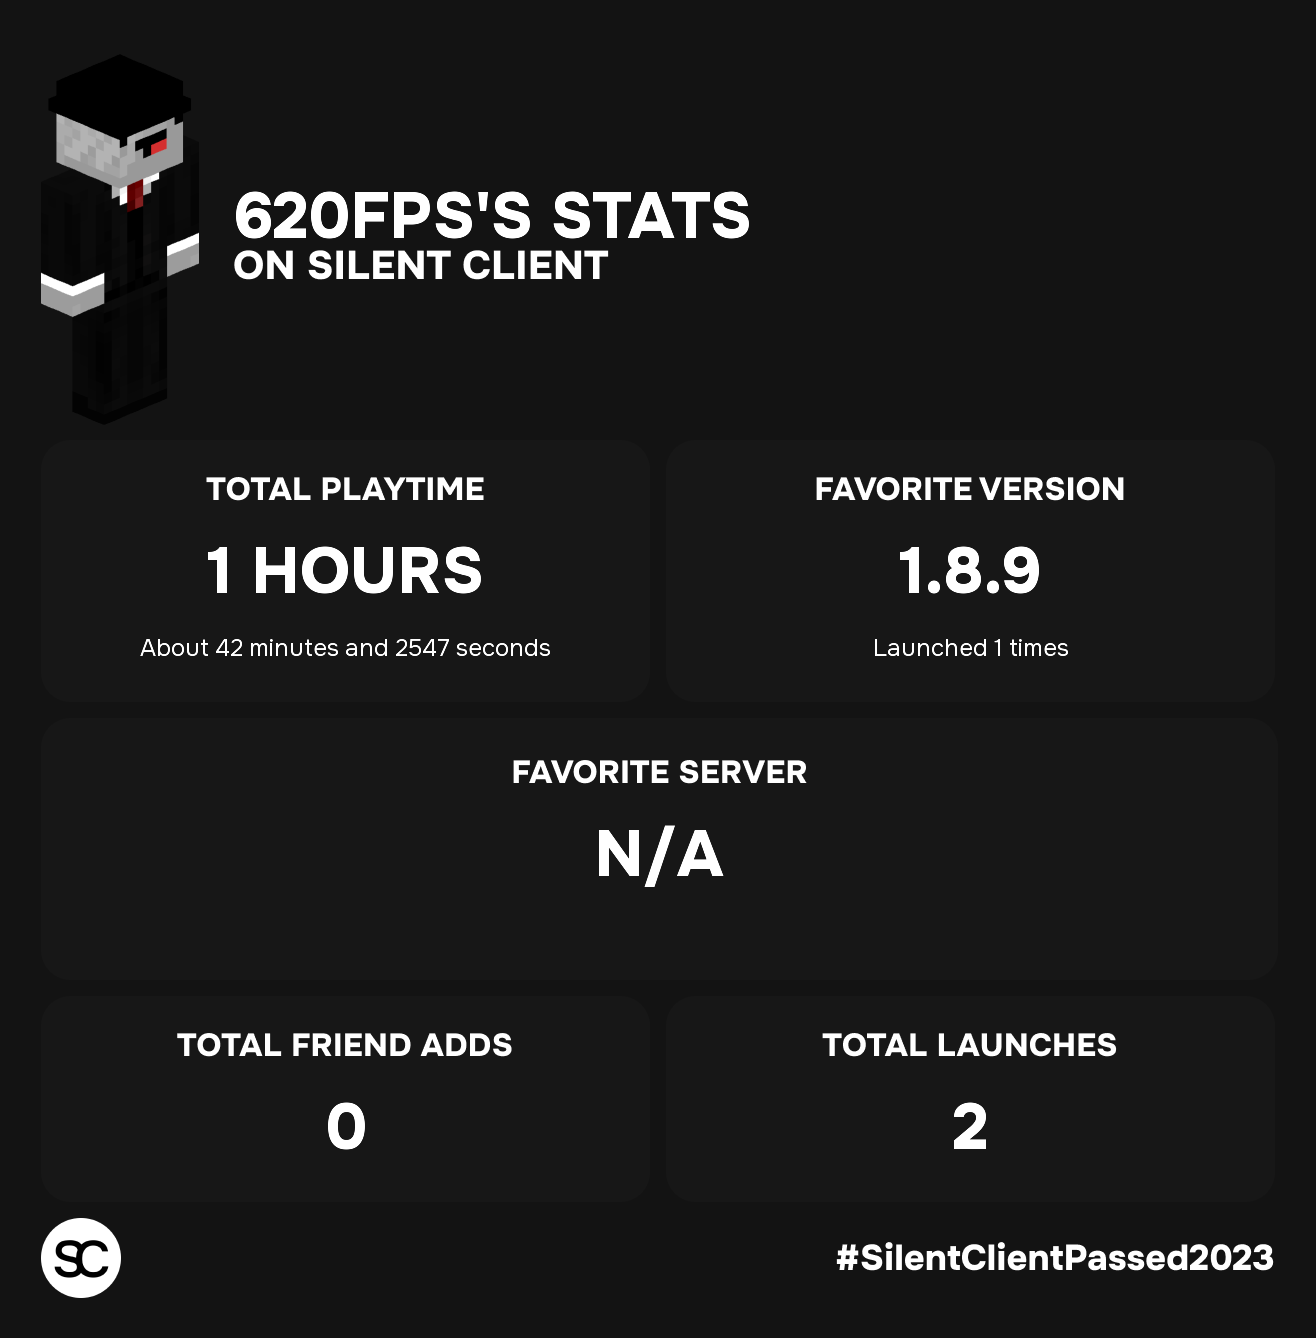 620FPS'S STATS
ON SILENT CLIENT
TOTAL PLAYTIME
1 HOURS
About 42 minutes and 2547 seconds
FAVORITE VERSION
1.8.9
Launched 1 times
FAVORITE SERVER
N/A
TOTAL FRIEND ADDS
0
TOTAL LAUNCHES
2
SC
#SilentClientPassed2023